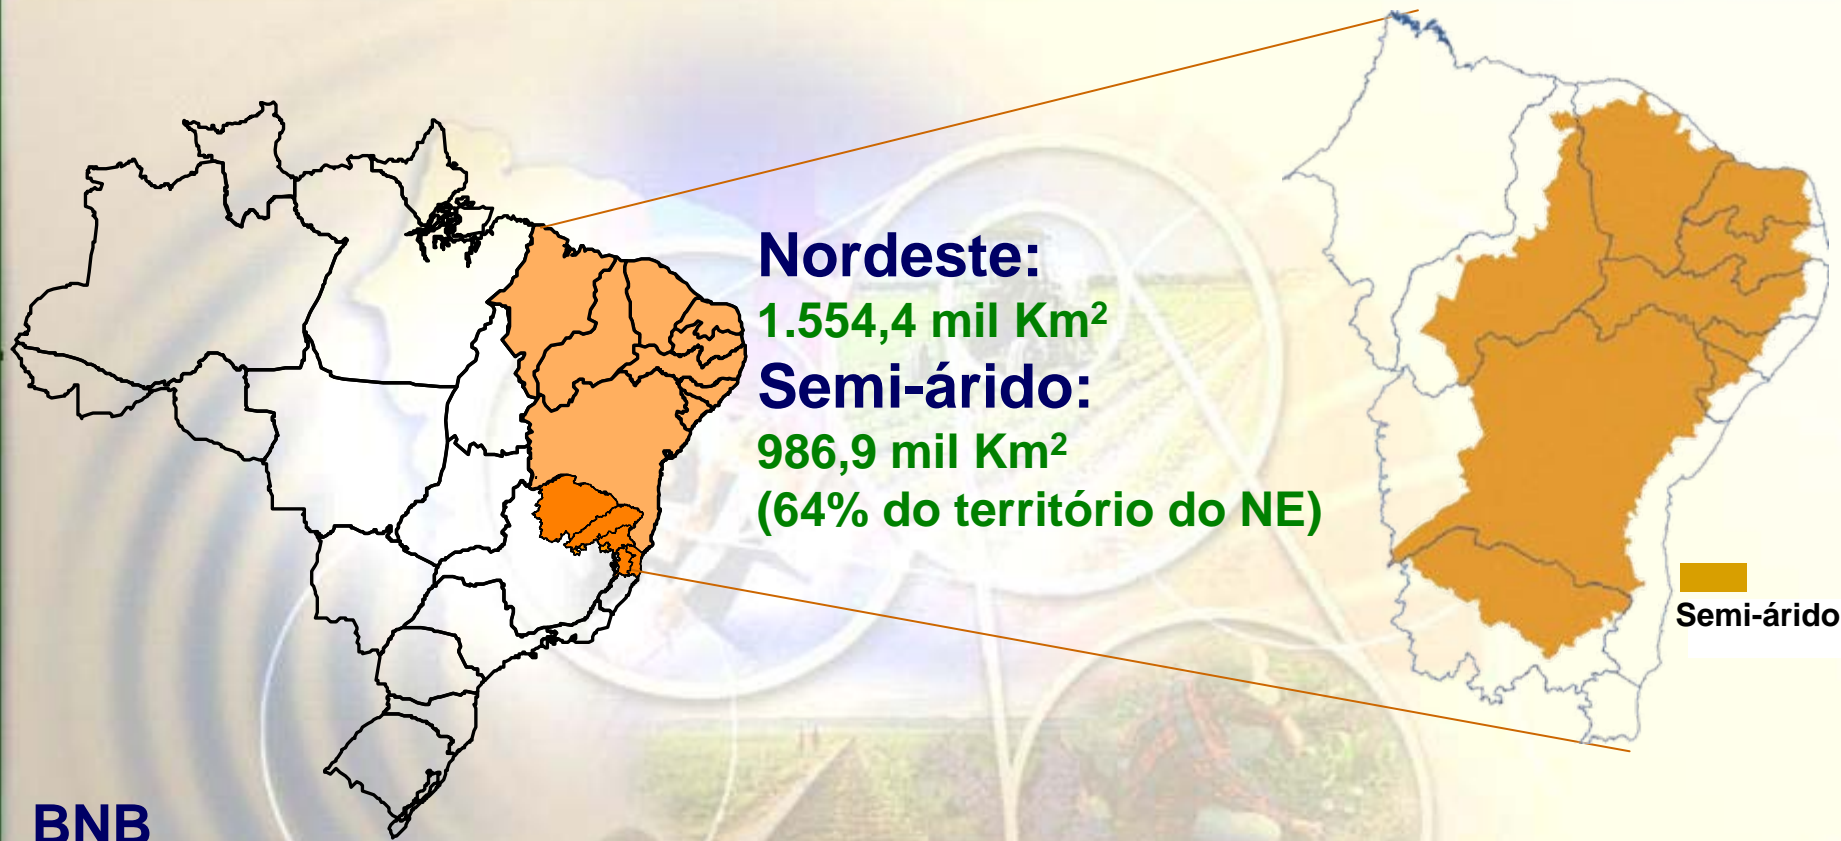 Nordeste:
1.554,4 mil Km²
Semi-árido:
986,9 mil Km²
(64% do território do NE)
Semi-árido
BNB